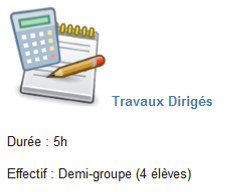 Travaux Dirigés
Durée : 5h
Effectif : Demi-groupe (4 élèves)